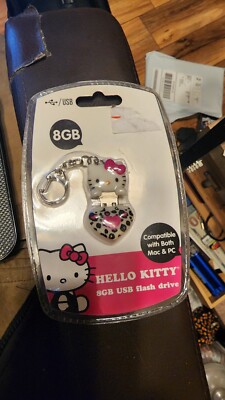 /USB
8GB
Compatible
with Both
Mac & PC
HELLO KITTY
8GB USB flash drive